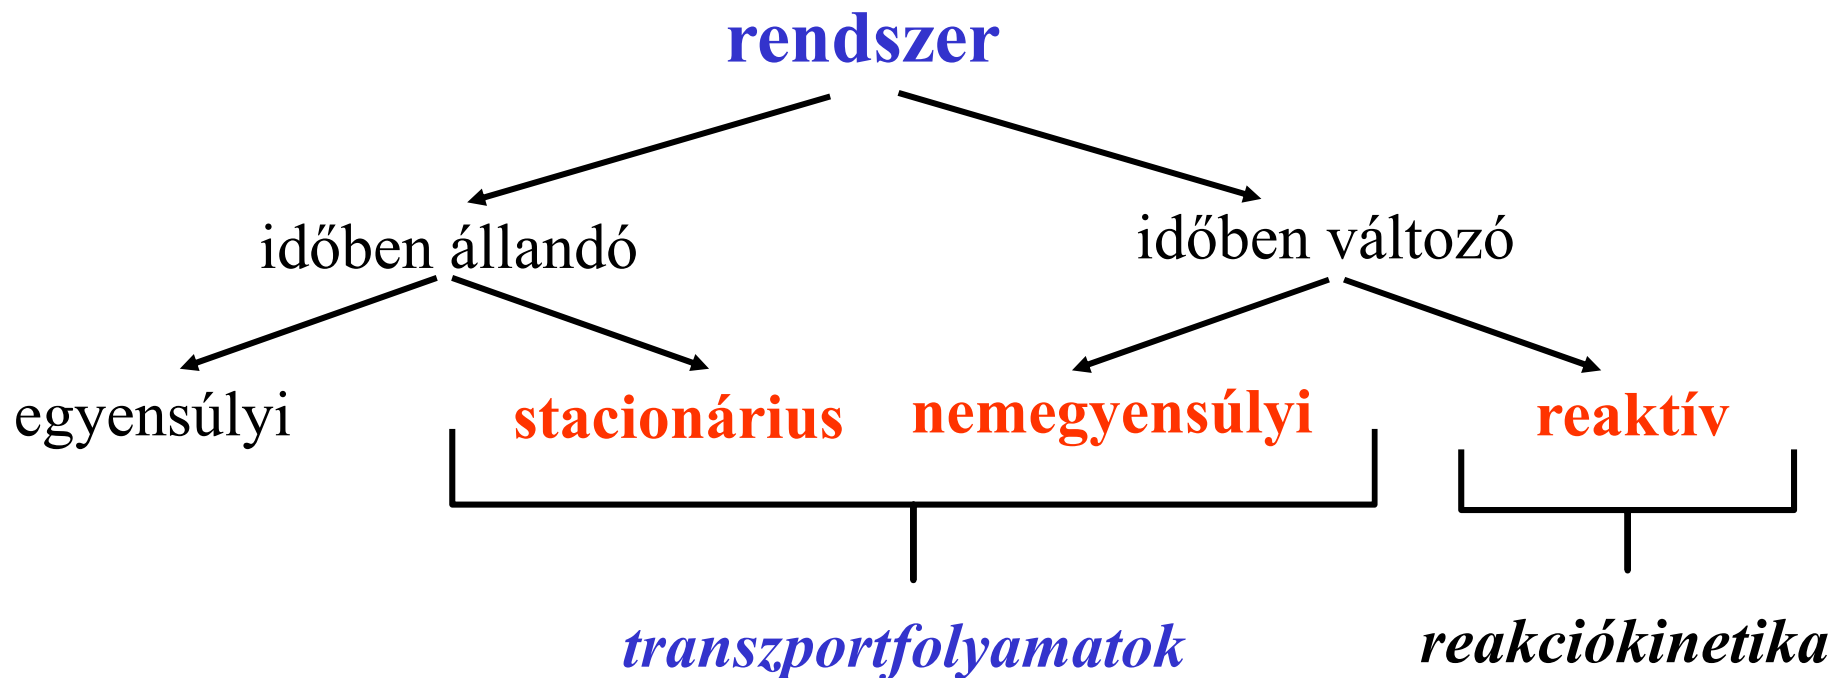 rendszer
időben állandó
időben változó
egyensúlyi
stacionárius
nemegyensúlyi
reaktív
transzportfolyamatok
reakciókinetika